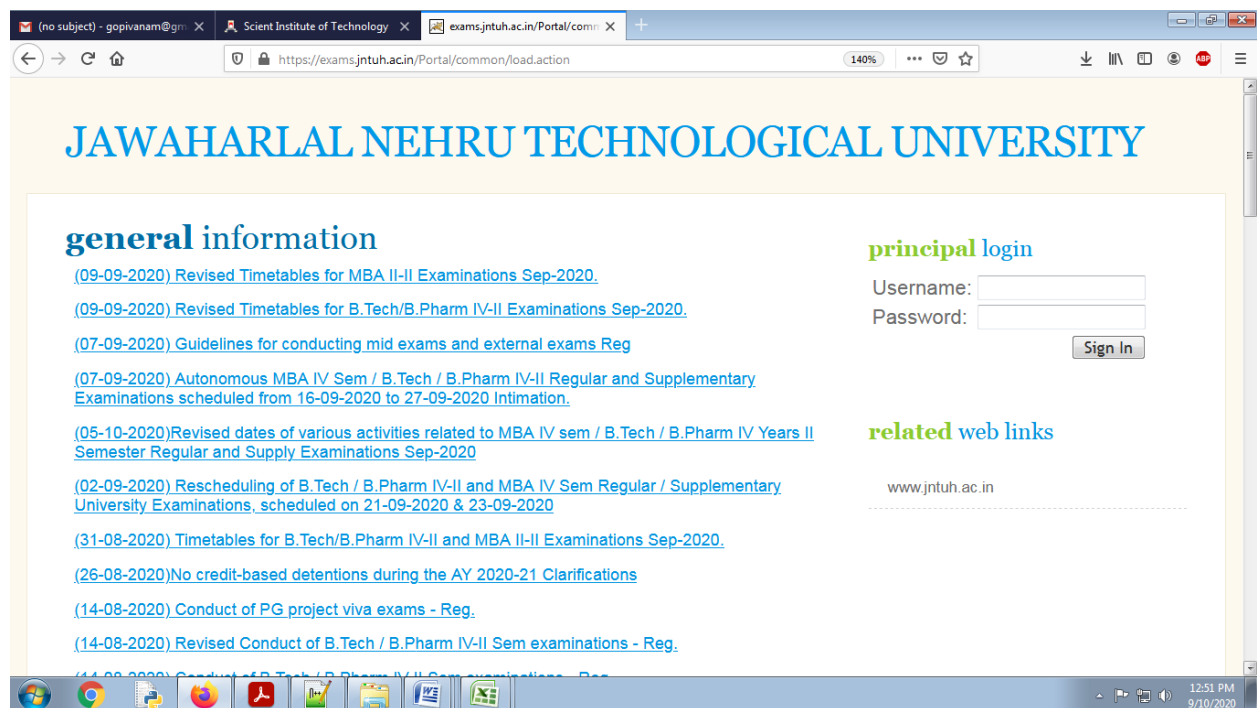 (no subject) - gopivanam@gm
Scient Institute of Technology
exams.jntuh.ac.in/Portal/comm
https://exams.jntuh.ac.in/Portal/common/load.action
140%
ABP
JAWAHARLAL NEHRU TECHNOLOGICAL UNIVERSITY
general information
(09-09-2020) Revised Timetables for MBA II-II Examinations Sep-2020.
(09-09-2020) Revised Timetables for B.Tech/B.Pharm IV-II Examinations Sep-2020.
(07-09-2020) Guidelines for conducting mid exams and external exams Reg
(07-09-2020) Autonomous MBA IV Sem / B.Tech / B.Pharm IV-II Regular and Supplementary
Examinations scheduled from 16-09-2020 to 27-09-2020 Intimation.
(05-10-2020)Revised dates of various activities related to MBA IV sem / B.Tech / B.Pharm IV Years II
Semester Regular and Supply Examinations Sep-2020
(02-09-2020) Rescheduling of B.Tech / B.Pharm IV-II and MBA IV Sem Regular / Supplementary
University Examinations, scheduled on 21-09-2020 & 23-09-2020
(31-08-2020) Timetables for B.Tech/B.Pharm IV-II and MBA II-II Examinations Sep-2020.
(26-08-2020)No credit-based detentions during the AY 2020-21 Clarifications
(14-08-2020) Conduct of PG project viva exams - Reg.
(14-08-2020) Revised Conduct of B.Tech / B.Pharm IV-II Sem examinations - Reg.
principal login
Username:
Password:
Sign In
related web links
www.jntuh.ac.in
12:51 PM
9/10/2020